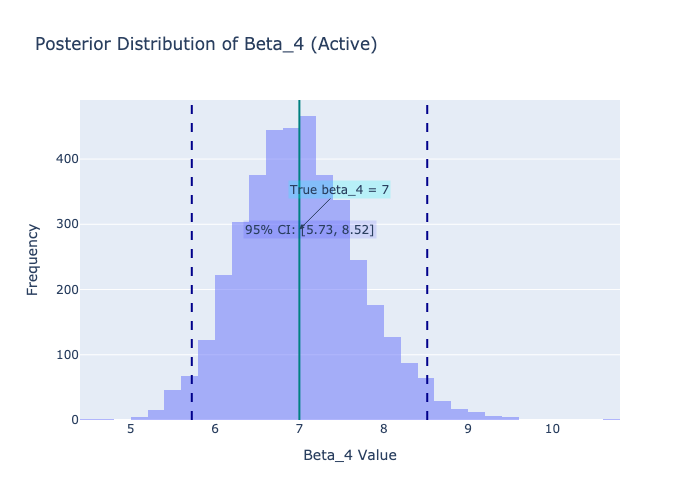 Posterior Distribution of Beta_4 (Active)
400
300
200
100
0
Frequency
True beta_4 = 7
95% CI: [5.73, 8.52]
5
6
7
8
9
10
Beta_4 Value